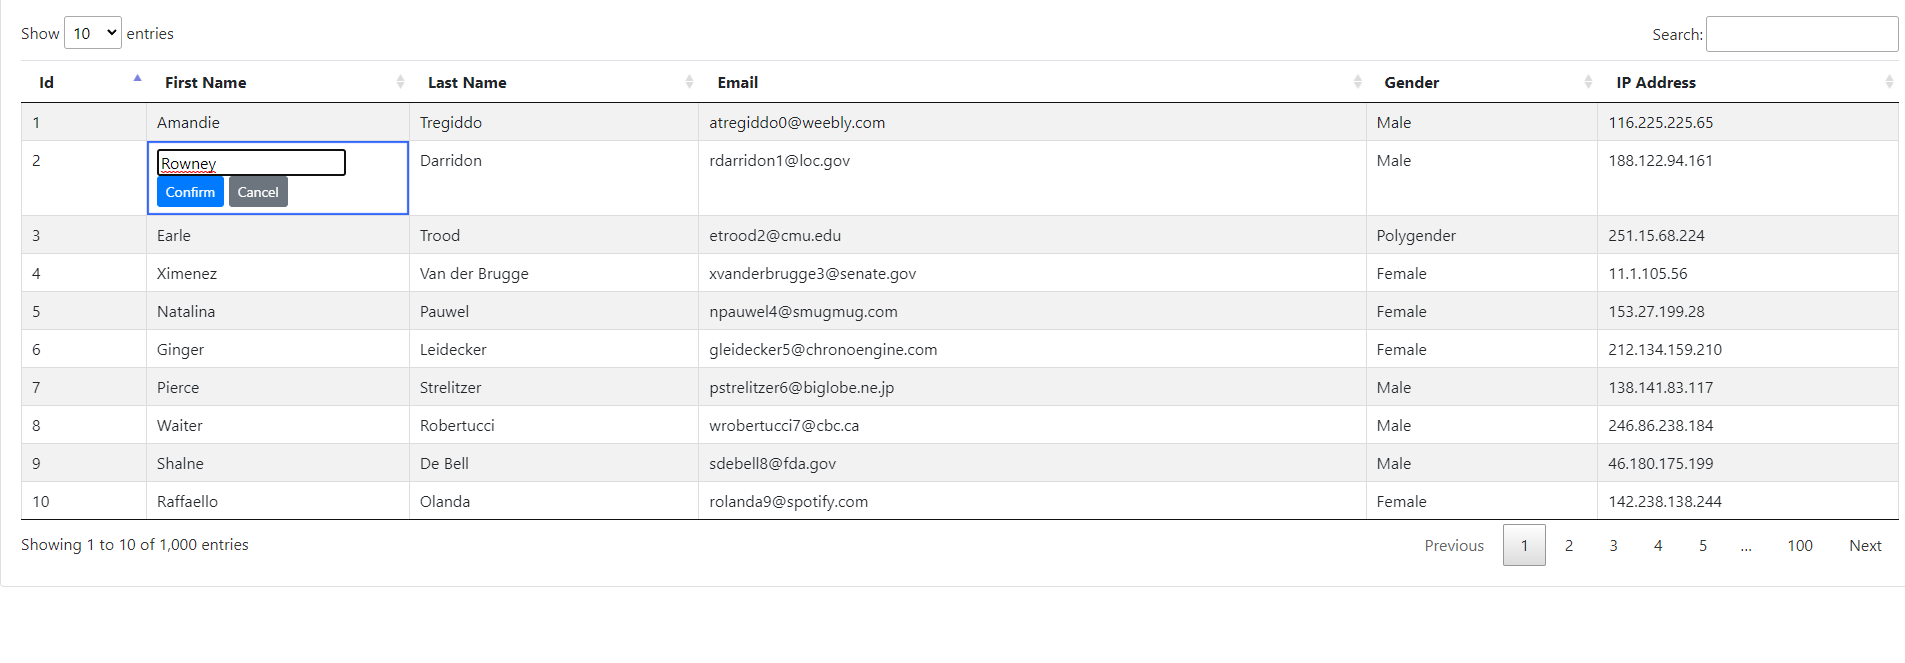 Show 10 entries Search:
Id First Name Last Name Email Gender IP Address
1 Amandie Tregiddo atregiddo0@weebly.com Male 116.225.225.65
2 Rowney Darridon rdarridon1@loc.gov Male 188.122.94.161
Confirm Cancel
3 Earle Trood etrood2@cmu.edu Polygender 251.15.68.224
4 Ximenez Van der Brugge xvanderbrugge3@senate.gov Female 11.1.105.56
5 Natalina Pauwel npauwel4@smugmug.com Female 153.27.199.28
6 Ginger Leidecker gleidecker5@chronoengine.com Female 212.134.159.210
7 Pierce Strelitzer pstrelitzer6@biglobe.ne.jp Male 138.141.83.117
8 Waiter Robertucci wrobertucci7@cbc.ca Male 246.86.238.184
9 Shalne De Bell sdebell8@fda.gov Male 46.180.175.199
10 Raffaello Olanda rolanda9@spotify.com Female 142.238.138.244
Showing 1 to 10 of 1,000 entries Previous 1 2 3 4 5 ... 100 Next